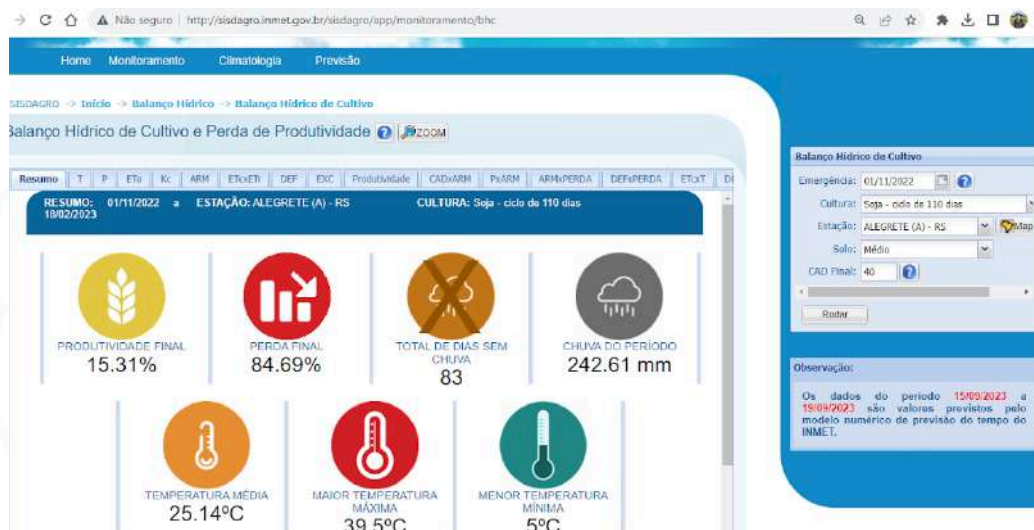 Não seguro | http://sisdagro.inmet.gov.br/sisdagro/app/monitoramento/bhc
Home Monitoramento Climatologia Previsão
SISDAGRO -> Início -> Balanço Hídrico -> Balanço Hídrico de Cultivo
Balanço Hídrico de Cultivo e Perda de Produtividade ? ZOOM
Resumo T P ETo Kc ARM ETcxETr DEF EXC Produtividade CADxARM PxARM ARMxPERDA DEFxPERDA ETcxT
RESUMO: 01/11/2022 a ESTAÇÃO: ALEGRETE (A) - RS CULTURA: Soja - ciclo de 110 dias
18/02/2023
PRODUTIVIDADE FINAL
15.31%
PERDA FINAL
84.69%
TOTAL DE DIAS SEM
CHUVA
83
CHUVA DO PERÍODO
242.61 mm
TEMPERATURA MÉDIA
25.14ºC
MAIOR TEMPERATURA
MÁXIMA
39.5ºC
MENOR TEMPERATURA
MÍNIMA
5ºC
Balanço Hídrico de Cultivo
Emergência: 01/11/2022 ?
Cultura: Soja - ciclo de 110 dias
Estação: ALEGRETE (A) - RS Map
Solo: Médio
CAD Final: 40 ?
Rodar
Observação:
Os dados do período 15/09/2023 a
19/09/2023 são valores previstos pelo
modelo numérico de previsão do tempo do
INMET.